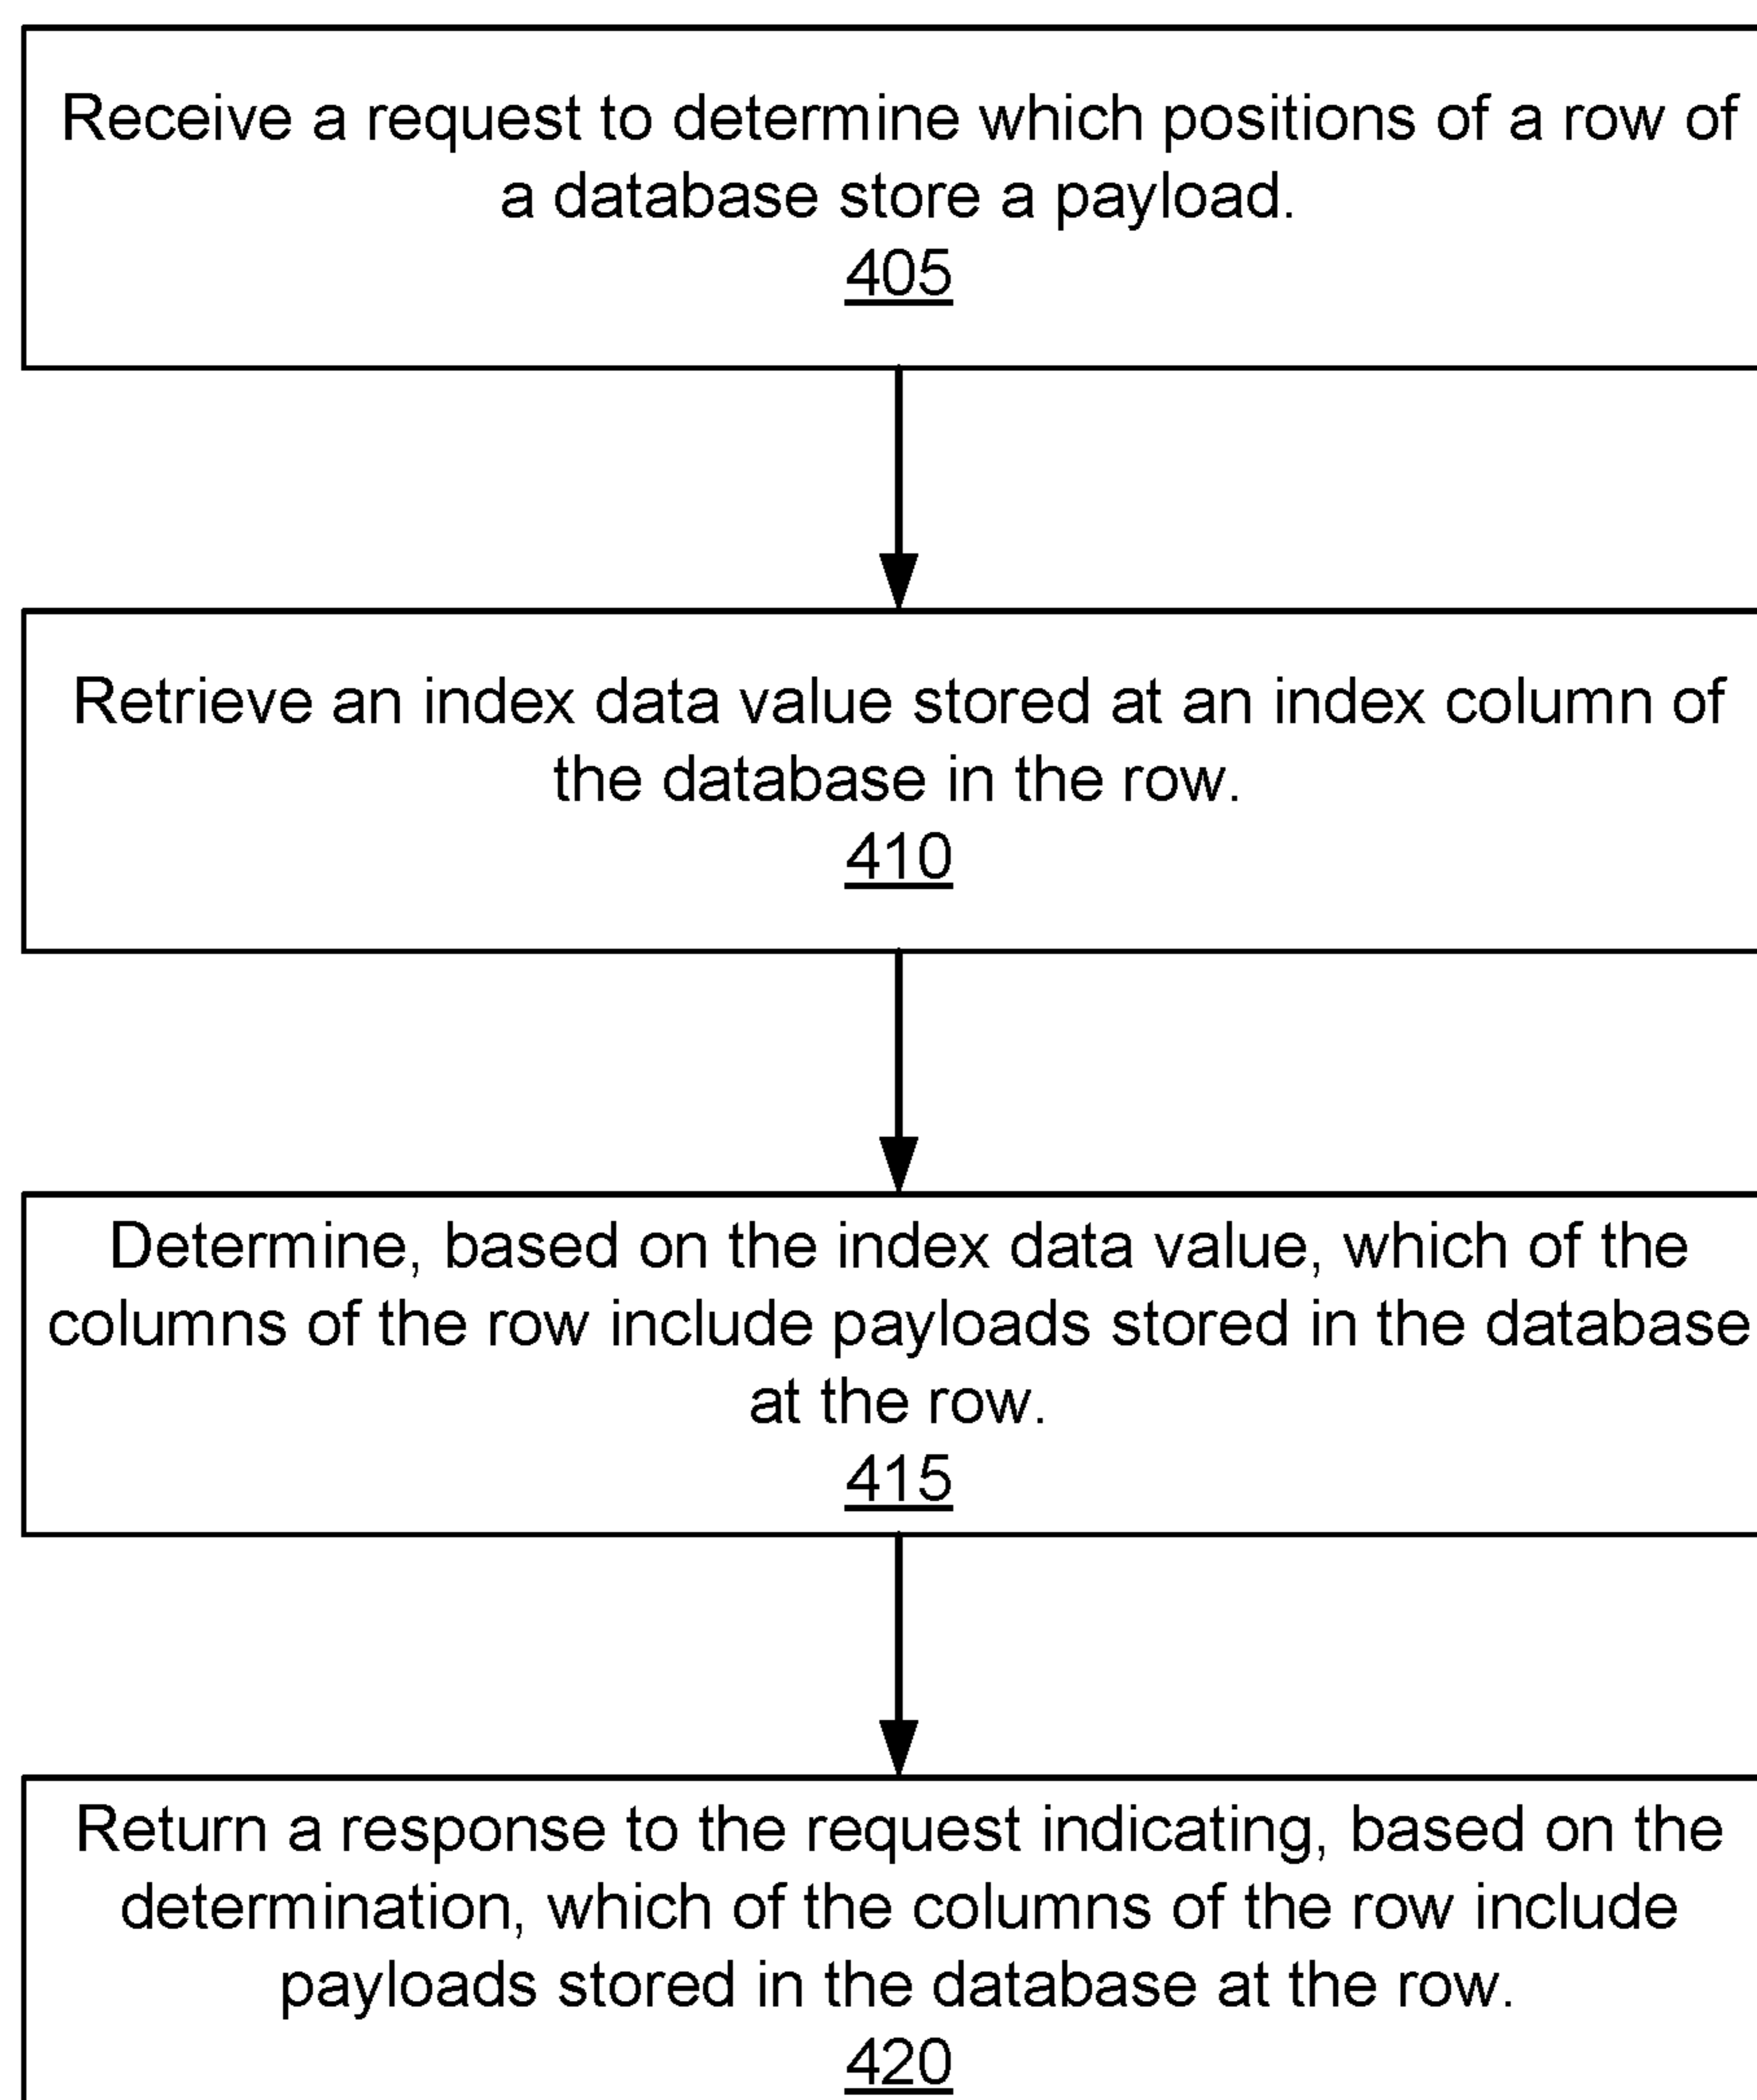 Receive a request to determine which positions of a row of
a database store a payload.
405
Retrieve an index data value stored at an index column of
the database in the row.
410
Determine, based on the index data value, which of the
columns of the row include payloads stored in the database
at the row.
415
Return a response to the request indicating, based on the
determination, which of the columns of the row include
payloads stored in the database at the row.
420